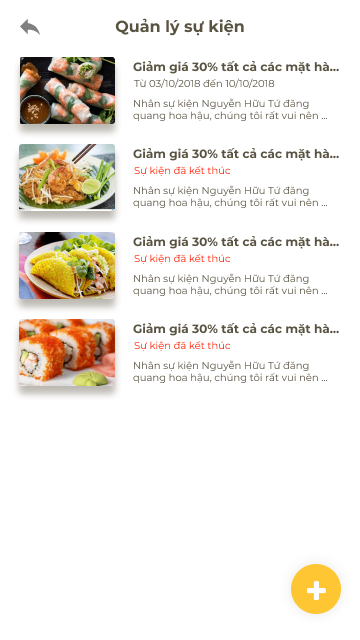 Quản lý sự kiện
Giảm giá 30% tất cả các mặt hà...
Từ 03/10/2018 đến 10/10/2018
Nhân sự kiện Nguyễn Hữu Tứ đăng
quang hoa hậu, chúng tôi rất vui nên ...
Giảm giá 30% tất cả các mặt hà...
Sự kiện đã kết thúc
Nhân sự kiện Nguyễn Hữu Tứ đăng
quang hoa hậu, chúng tôi rất vui nên ...
Giảm giá 30% tất cả các mặt hà...
Sự kiện đã kết thúc
Nhân sự kiện Nguyễn Hữu Tứ đăng
quang hoa hậu, chúng tôi rất vui nên ...
Giảm giá 30% tất cả các mặt hà...
Sự kiện đã kết thúc
Nhân sự kiện Nguyễn Hữu Tứ đăng
quang hoa hậu, chúng tôi rất vui nên ...